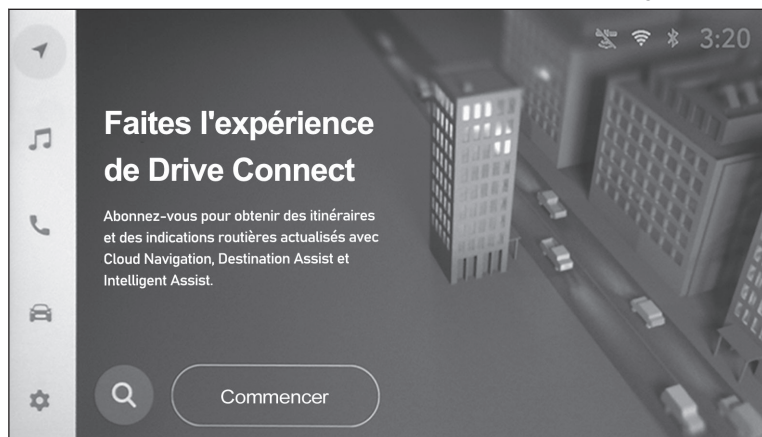 3:20
Faites l'expérience
de Drive Connect
Abonnez-vous pour obtenir des itinéraires
et des indications routières actualisés avec
Cloud Navigation, Destination Assist et
Intelligent Assist.
Commencer